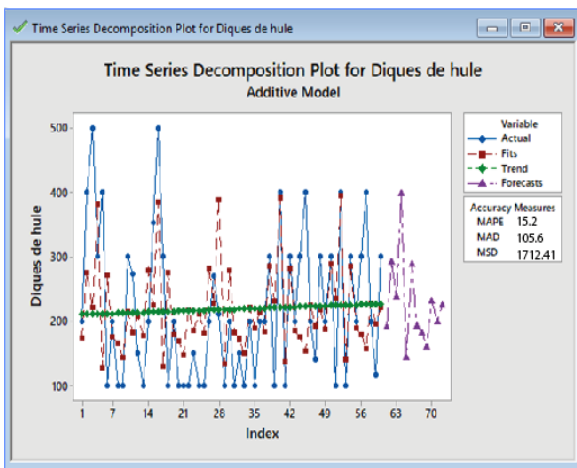 Time Series Decomposition Plot for Diques de hule
Time Series Decomposition Plot for Diques de hule
Additive Model
Variable
Actual
Fits
Trend
Forecasts
Accuracy Measures
MAPE 15.2
MAD 105.6
MSD 1712.41
Diques de hule
500
400
300
200
100
1 7 14 21 28 35 42 49 56 63 70
Index